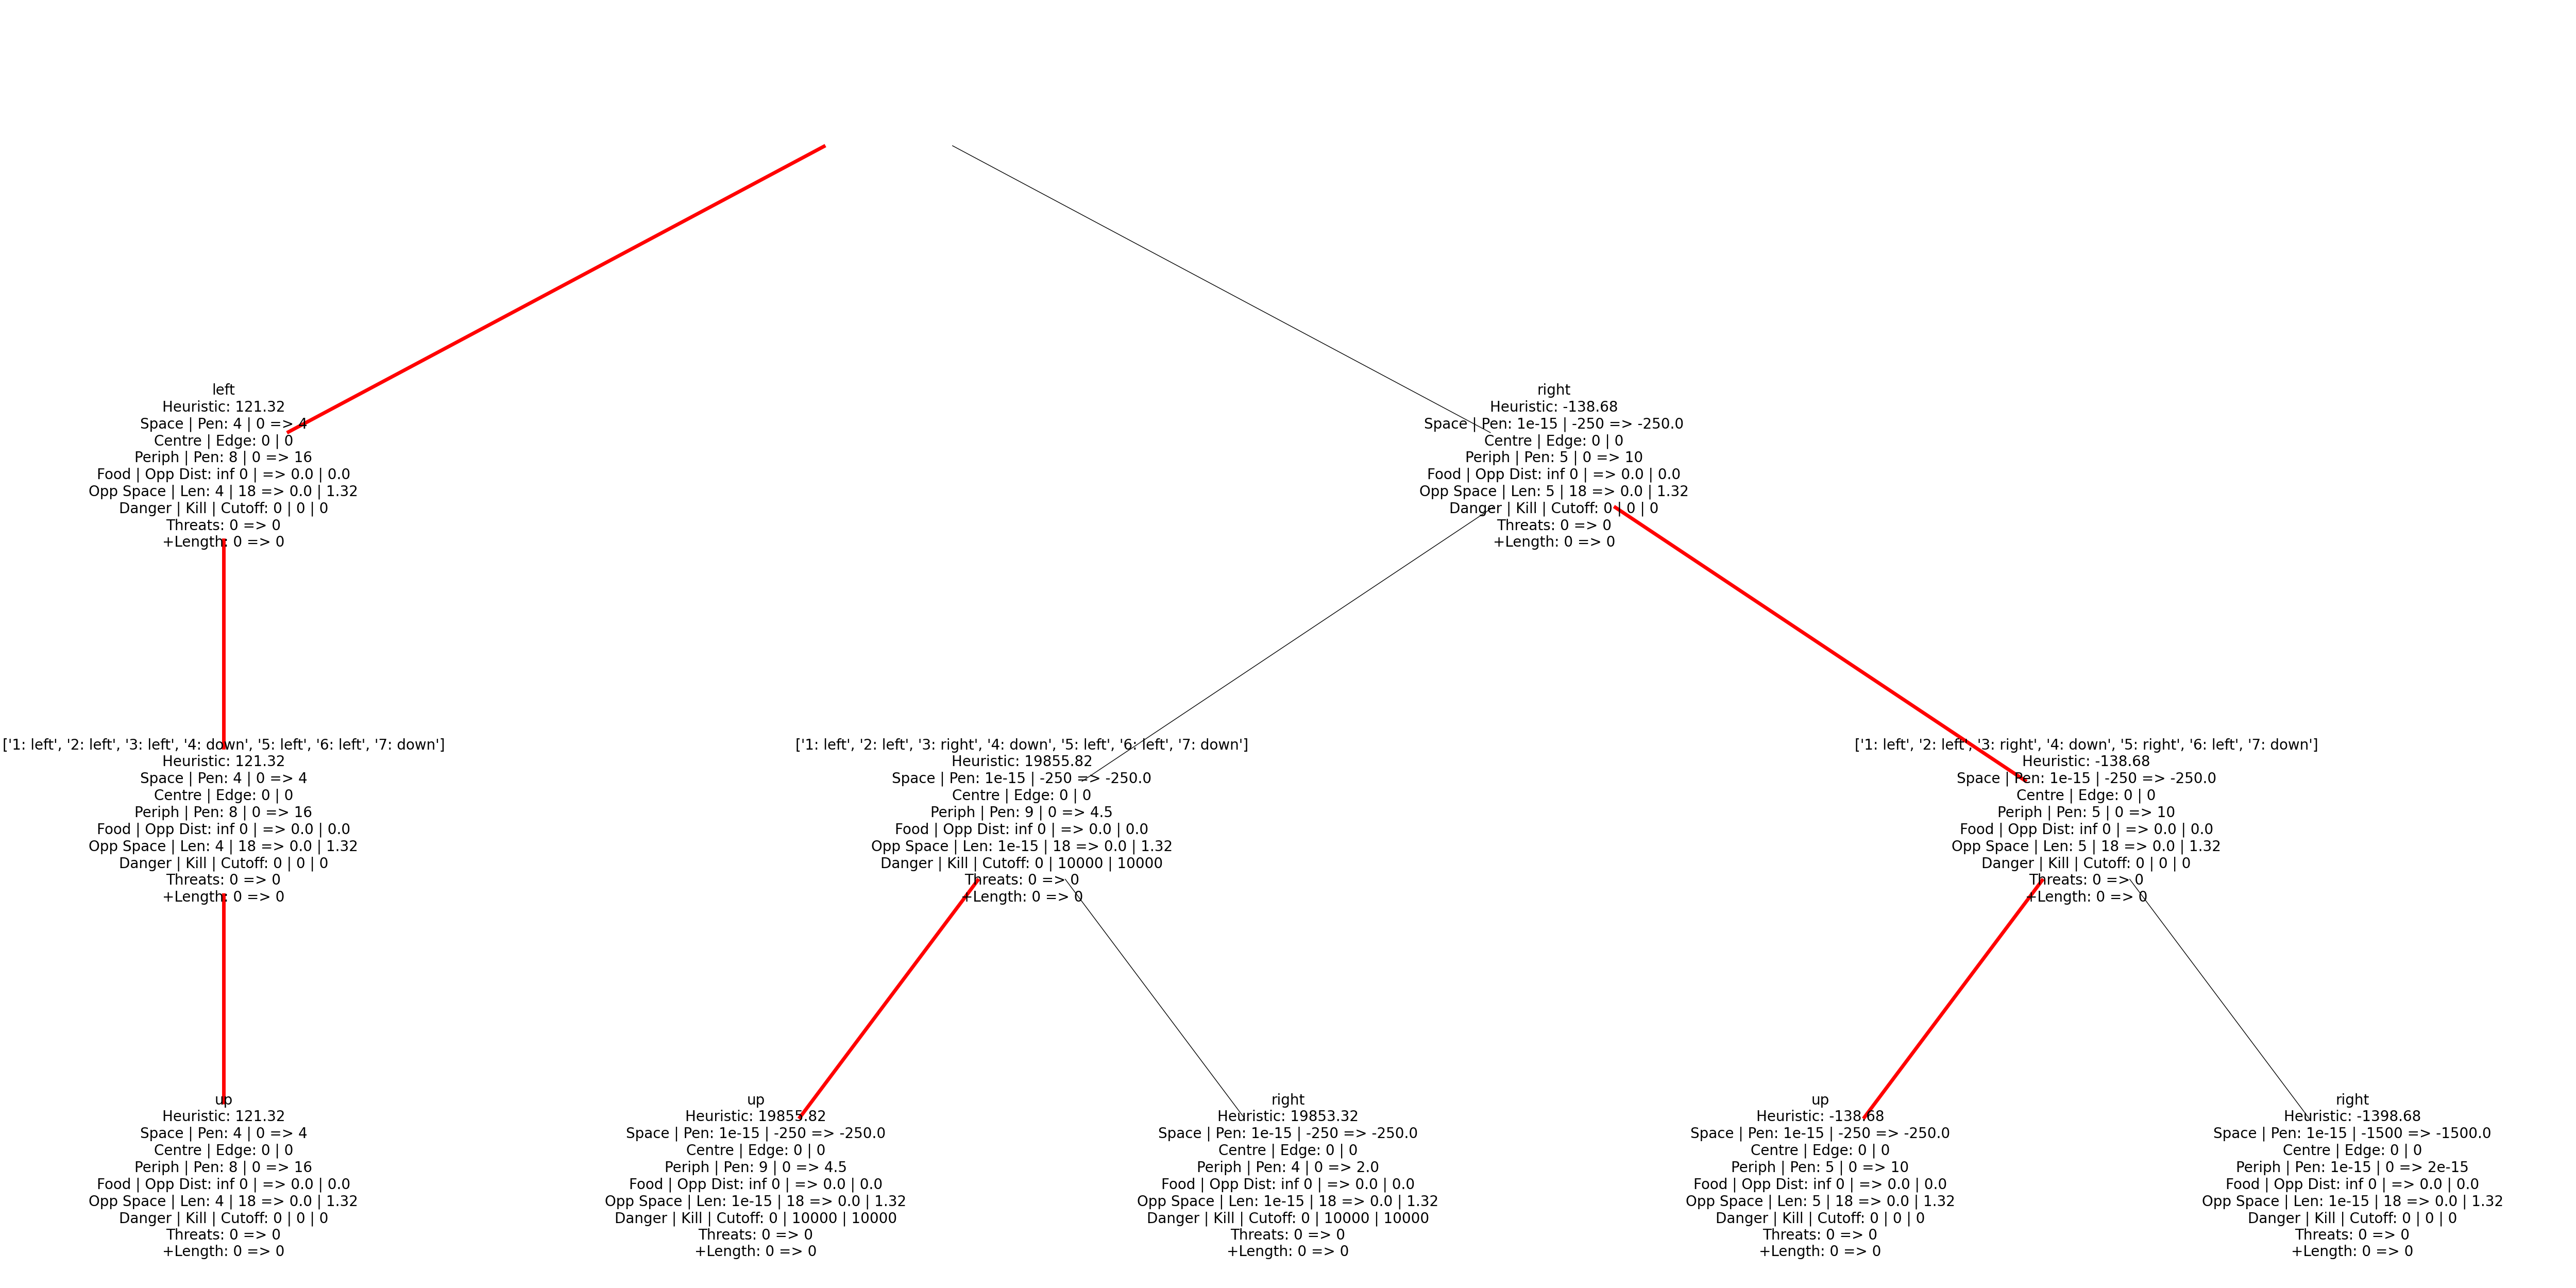 left
Heuristic: 121.32
Space | Pen: 4 | 0 => 4
Centre | Edge: 0 | 0
Periph | Pen: 8 | 0 => 16
Food | Opp Dist: inf 0 | => 0.0 | 0.0
Opp Space | Len: 4 | 18 => 0.0 | 1.32
Danger | Kill | Cutoff: 0 | 0 | 0
Threats: 0 => 0
+Length: 0 => 0
right
Heuristic: -138.68
Space | Pen: 1e-15 | -250 => -250.0
Centre | Edge: 0 | 0
Periph | Pen: 5 | 0 => 10
Food | Opp Dist: inf 0 | => 0.0 | 0.0
Opp Space | Len: 5 | 18 => 0.0 | 1.32
Danger | Kill | Cutoff: 0 | 0 | 0
Threats: 0 => 0
+Length: 0 => 0
['1: left', '2: left', '3: left', '4: down', '5: left', '6: left', '7: down']
Heuristic: 121.32
Space | Pen: 4 | 0 => 4
Centre | Edge: 0 | 0
Periph | Pen: 8 | 0 => 16
Food | Opp Dist: inf 0 | => 0.0 | 0.0
Opp Space | Len: 4 | 18 => 0.0 | 1.32
Danger | Kill | Cutoff: 0 | 0 | 0
Threats: 0 => 0
+Length: 0 => 0
['1: left', '2: left', '3: right', '4: down', '5: left', '6: left', '7: down']
Heuristic: 19855.82
Space | Pen: 1e-15 | -250 => -250.0
Centre | Edge: 0 | 0
Periph | Pen: 9 | 0 => 4.5
Food | Opp Dist: inf 0 | => 0.0 | 0.0
Opp Space | Len: 1e-15 | 18 => 0.0 | 1.32
Danger | Kill | Cutoff: 0 | 10000 | 10000
Threats: 0 => 0
+Length: 0 => 0
['1: left', '2: left', '3: right', '4: down', '5: right', '6: left', '7: down']
Heuristic: -138.68
Space | Pen: 1e-15 | -250 => -250.0
Centre | Edge: 0 | 0
Periph | Pen: 5 | 0 => 10
Food | Opp Dist: inf 0 | => 0.0 | 0.0
Opp Space | Len: 5 | 18 => 0.0 | 1.32
Danger | Kill | Cutoff: 0 | 0 | 0
Threats: 0 => 0
+Length: 0 => 0
up
Heuristic: 121.32
Space | Pen: 4 | 0 => 4
Centre | Edge: 0 | 0
Periph | Pen: 8 | 0 => 16
Food | Opp Dist: inf 0 | => 0.0 | 0.0
Opp Space | Len: 4 | 18 => 0.0 | 1.32
Danger | Kill | Cutoff: 0 | 0 | 0
Threats: 0 => 0
+Length: 0 => 0
up
Heuristic: 19855.82
Space | Pen: 1e-15 | -250 => -250.0
Centre | Edge: 0 | 0
Periph | Pen: 9 | 0 => 4.5
Food | Opp Dist: inf 0 | => 0.0 | 0.0
Opp Space | Len: 1e-15 | 18 => 0.0 | 1.32
Danger | Kill | Cutoff: 0 | 10000 | 10000
Threats: 0 => 0
+Length: 0 => 0
right
Heuristic: 19853.32
Space | Pen: 1e-15 | -250 => -250.0
Centre | Edge: 0 | 0
Periph | Pen: 4 | 0 => 2.0
Food | Opp Dist: inf 0 | => 0.0 | 0.0
Opp Space | Len: 1e-15 | 18 => 0.0 | 1.32
Danger | Kill | Cutoff: 0 | 10000 | 10000
Threats: 0 => 0
+Length: 0 => 0
up
Heuristic: -138.68
Space | Pen: 1e-15 | -250 => -250.0
Centre | Edge: 0 | 0
Periph | Pen: 5 | 0 => 10
Food | Opp Dist: inf 0 | => 0.0 | 0.0
Opp Space | Len: 5 | 18 => 0.0 | 1.32
Danger | Kill | Cutoff: 0 | 0 | 0
Threats: 0 => 0
+Length: 0 => 0
right
Heuristic: -1398.68
Space | Pen: 1e-15 | -1500 => -1500.0
Centre | Edge: 0 | 0
Periph | Pen: 1e-15 | 0 => 2e-15
Food | Opp Dist: inf 0 | => 0.0 | 0.0
Opp Space | Len: 1e-15 | 18 => 0.0 | 1.32
Danger | Kill | Cutoff: 0 | 0 | 0
Threats: 0 => 0
+Length: 0 => 0